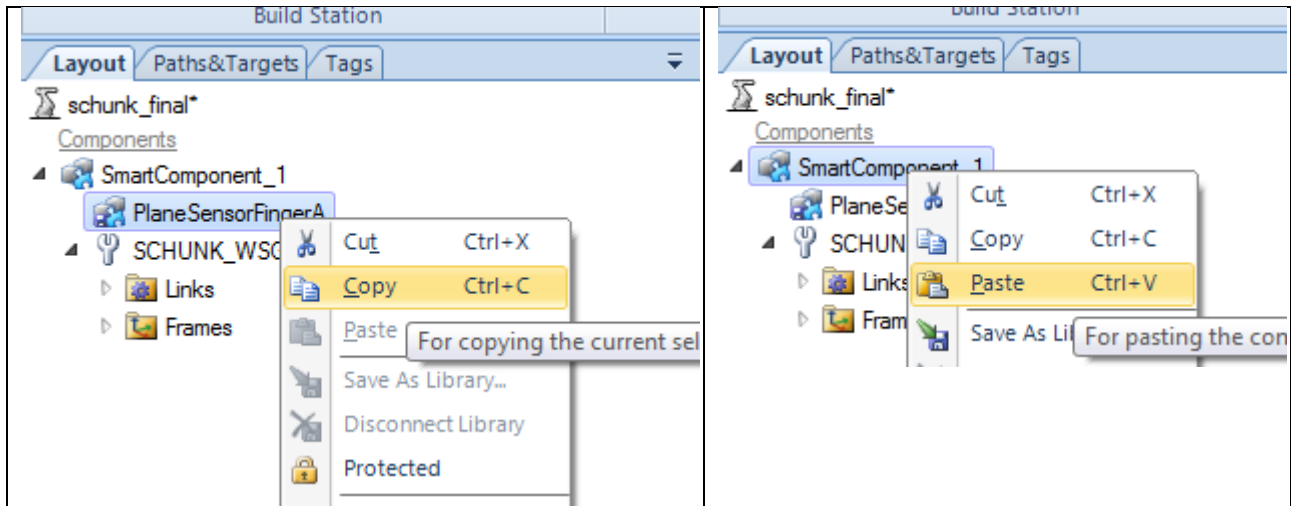 Build Station
Layout Paths&Targets Tags
schunk_final*
Components
SmartComponent_1
PlaneSensorFingerA
SCHUNK_WSG
Links
Frames
Cut Ctrl+X
Copy Ctrl+C
Paste
For copying the current sel
Save As Library...
Disconnect Library
Protected
Build Station
Layout Paths&Targets Tags
schunk_final*
Components
SmartComponent_1
PlaneSe
SCHUN
Links
Fram
Cut Ctrl+X
Copy Ctrl+C
Paste Ctrl+V
Save As Li
For pasting the con